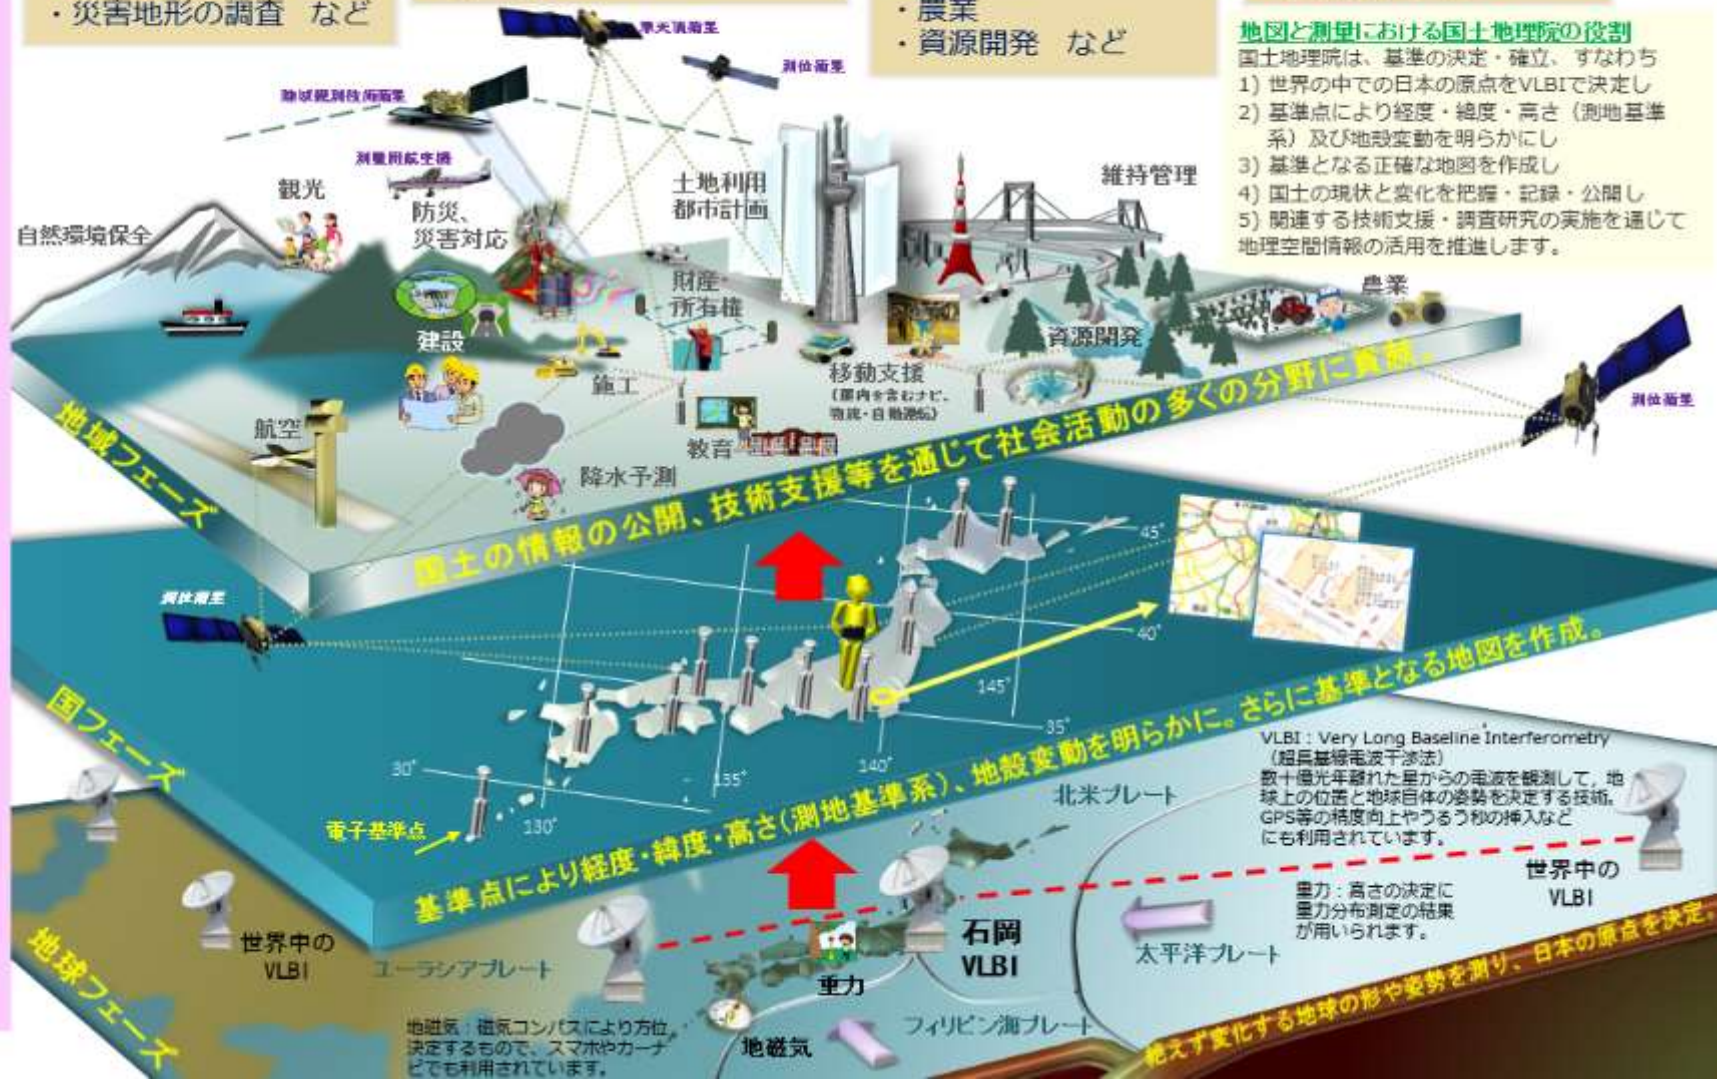 ・災害地形の調査 など
・農業
・資源開発 など
準天頂衛星
測位衛星
陸域観測技術衛星
測量用航空機
地図と測量における国土地理院の役割
国土地理院は、基準の決定・確立、すなわち
1) 世界の中での日本の原点をVLBIで決定し
2) 基準点により経度・緯度・高さ（測地基準
系）及び地殻変動を明らかにし
3) 基準となる正確な地図を作成し
4) 国土の現状と変化を把握・記録・公開し
5) 関連する技術支援・調査研究の実施を通じて
地理空間情報の活用を推進します。
自然環境保全
観光
防災、
災害対応
土地利用
都市計画
維持管理
農業
財産・
所有権
建設
施工
資源開発
移動支援
（屋内を含むナビ、
物流・自動運転）
航空
教育
降水予測
測位衛星
地域フェーズ
国土の情報の公開、技術支援等を通じて社会活動の多くの分野に貢献。
測位衛星
45°
40°
145°
35°
140°
135°
30°
130°
電子基準点
国フェーズ
基準点により経度・緯度・高さ(測地基準系)、地殻変動を明らかに。さらに基準となる地図を作成。
VLBI：Very Long Baseline Interferometry
（超長基線電波干渉法）
数十億光年離れた星からの電波を観測して、地
球上の位置と地球自体の姿勢を決定する技術。
GPS等の精度向上やうるう秒の挿入など
にも利用されています。
北米プレート
世界中の
VLBI
重力：高さの決定に
重力分布測定の結果
が用いられます。
石岡
VLBI
太平洋プレート
世界中の
VLBI
ユーラシアプレート
重力
フィリピン海プレート
地磁気
地磁気：磁気コンパスにより方位
決定するもので、スマホやカーナ
ビでも利用されています。
地球フェーズ
絶えず変化する地球の形や姿勢を測り、日本の原点を決定。